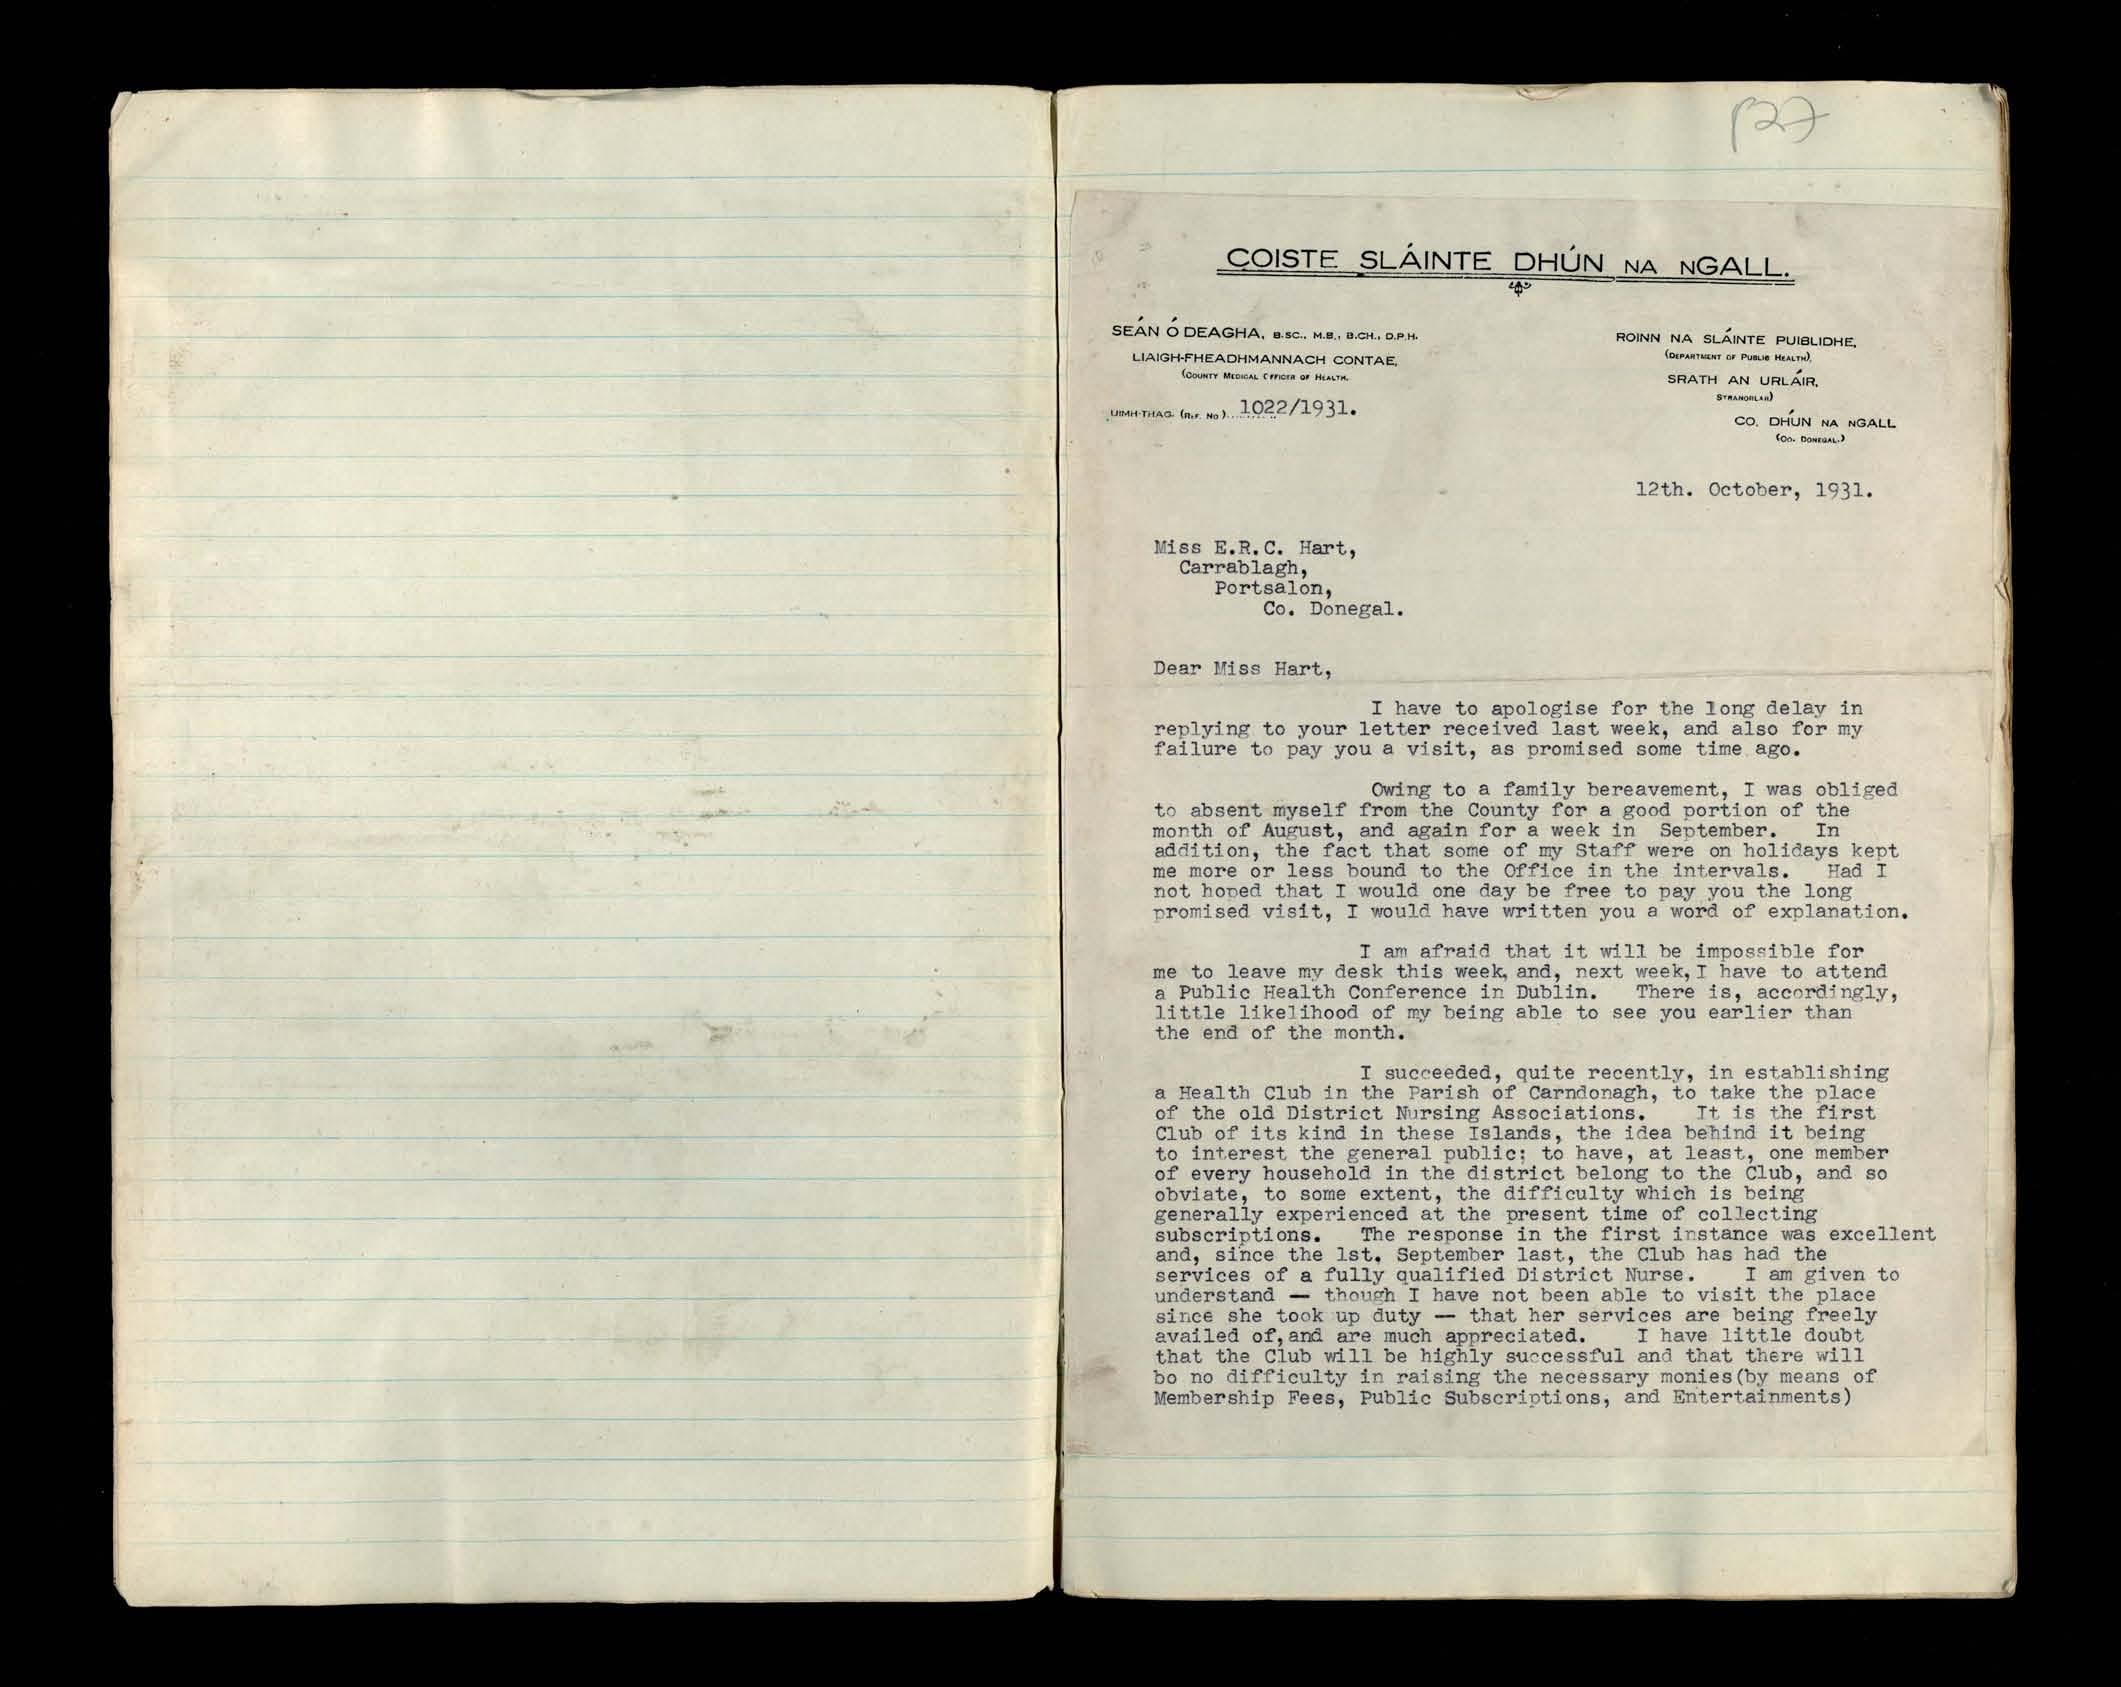 p27
COISTE SLÁINTE DHÚN NA NGALL.
SEÁN Ó DEAGHA, B.SC., M.B., B.CH., D.P.H.
LIAIGH-FHEADHMANNACH CONTAE,
(COUNTY MEDICAL OFFICER OF HEALTH.
UIMH-THAG. (REF. NO.) 1022/1931.
ROINN NA SLÁINTE PUIBLIDHE,
(DEPARTMENT OF PUBLIC HEALTH),
SRATH AN URLÁIR,
STRANORLAR)
CO. DHÚN NA NGALL
(CO. DONEGAL.)
12th. October, 1931.
Miss E.R.C. Hart,
Carrablagh,
Portsalon,
Co. Donegal.
Dear Miss Hart,
I have to apologise for the long delay in
replying to your letter received last week, and also for my
failure to pay you a visit, as promised some time ago.
Owing to a family bereavement, I was obliged
to absent myself from the County for a good portion of the
month of August, and again for a week in September. In
addition, the fact that some of my Staff were on holidays kept
me more or less bound to the Office in the intervals. Had I
not hoped that I would one day be free to pay you the long
promised visit, I would have written you a word of explanation.
I am afraid that it will be impossible for
me to leave my desk this week, and, next week, I have to attend
a Public Health Conference in Dublin. There is, accordingly,
little likelihood of my being able to see you earlier than
the end of the month.
I succeeded, quite recently, in establishing
a Health Club in the Parish of Carndonagh, to take the place
of the old District Nursing Associations. It is the first
Club of its kind in these Islands, the idea behind it being
to interest the general public; to have, at least, one member
of every household in the district belong to the Club, and so
obviate, to some extent, the difficulty which is being
generally experienced at the present time of collecting
subscriptions. The response in the first instance was excellent
and, since the 1st. September last, the Club has had the
services of a fully qualified District Nurse. I am given to
understand — though I have not been able to visit the place
since she took up duty — that her services are being freely
availed of, and are much appreciated. I have little doubt
that the Club will be highly successful and that there will
bo no difficulty in raising the necessary monies(by means of
Membership Fees, Public Subscriptions, and Entertainments)